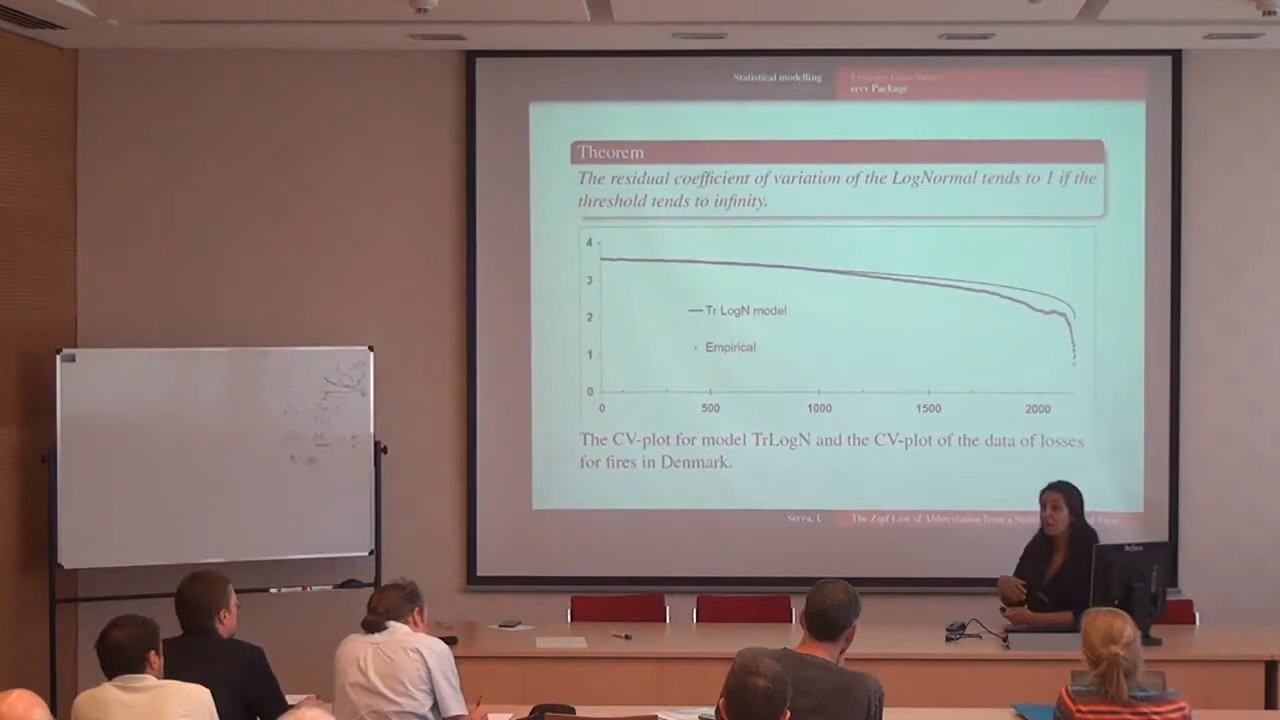 Statistical modelling
ercv Package
Theorem
The residual coefficient of variation of the LogNormal tends to 1 if the
threshold tends to infinity.
4
3
2
1
0
Tr LogN model
Empirical
0 500 1000 1500 2000
The CV-plot for model TrLogN and the CV-plot of the data of losses
for fires in Denmark.
Serra, I. The Zipf Law of Abbreviation from a